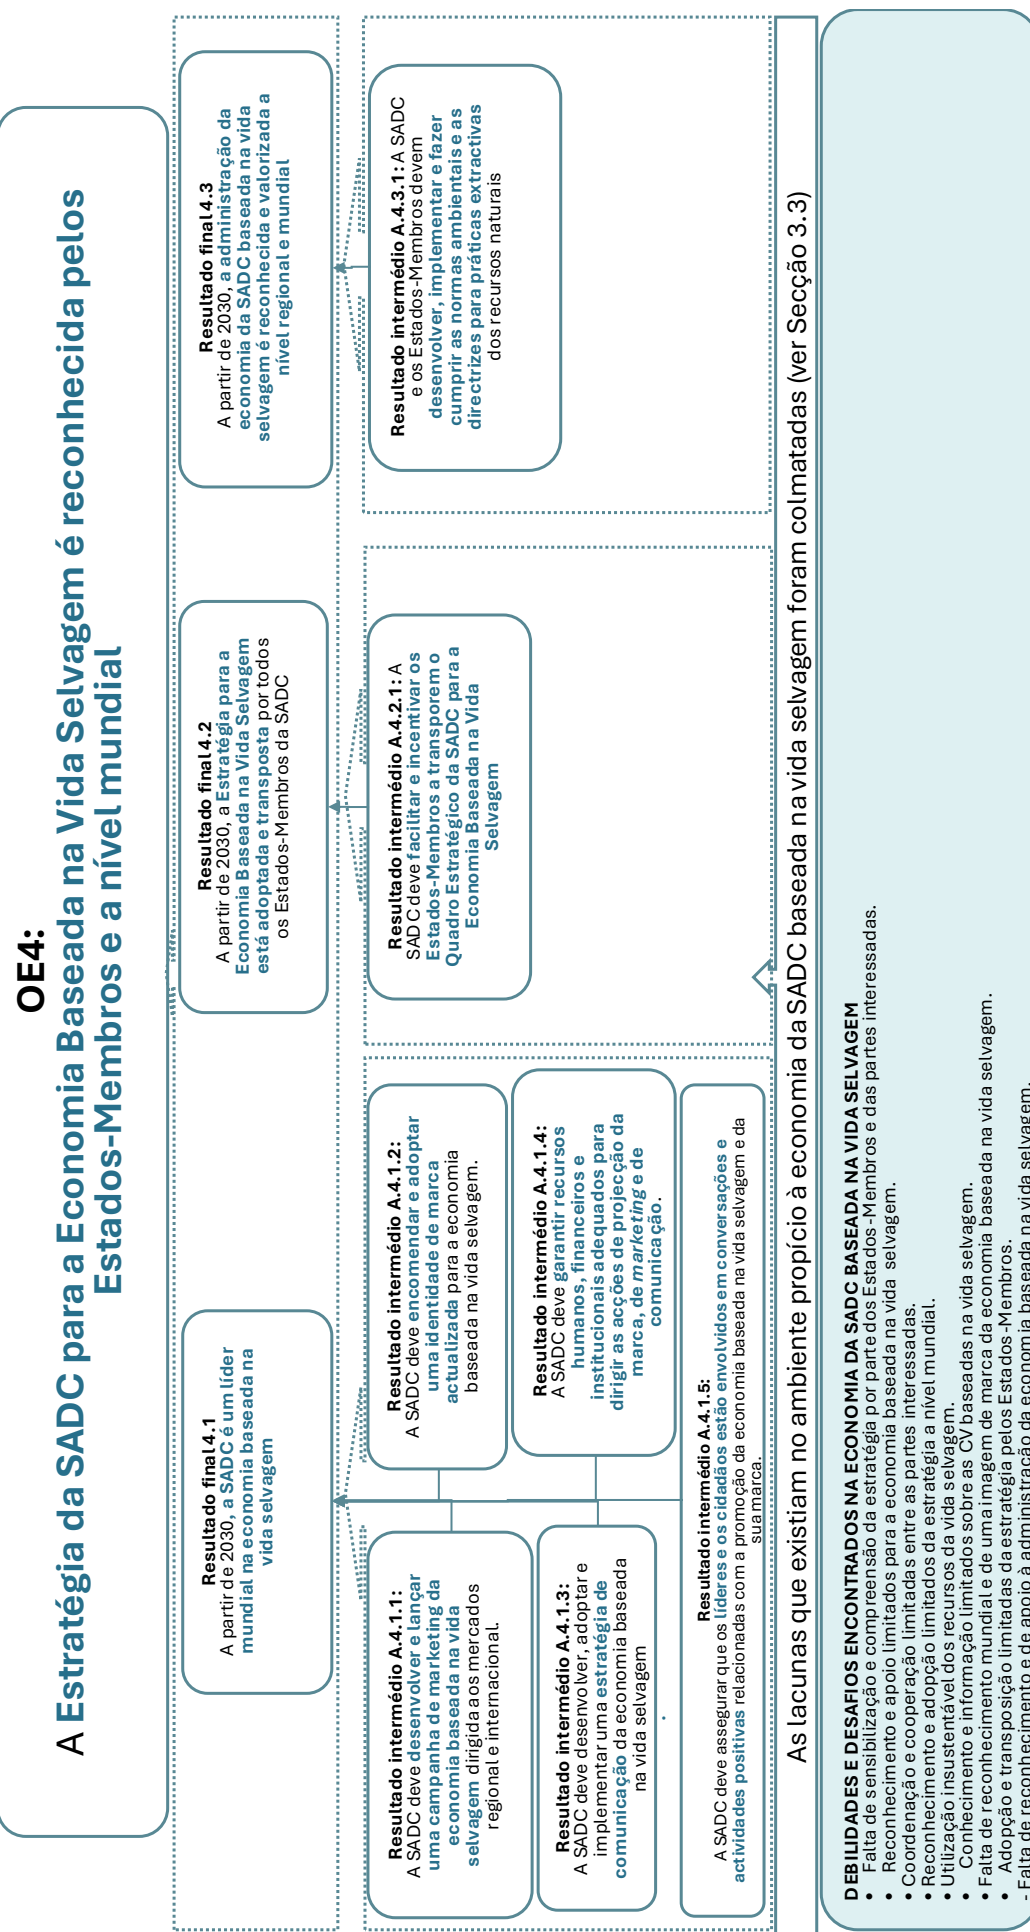 OE4:
A Estratégia da SADC para a Economia Baseada na Vida Selvagem é reconhecida pelos
Estados-Membros e a nível mundial
Resultado final 4.1
A partir de 2030, a SADC é um líder
mundial na economia baseada na
vida selvagem
Resultado final 4.2
A partir de 2030, a Estratégia para a
Economia Baseada na Vida Selvagem
está adoptada e transposta por todos
os Estados-Membros da SADC
Resultado final 4.3
A partir de 2030, a administração da
economia da SADC baseada na vida
selvagem é reconhecida e valorizada a
nível regional e mundial
Resultado intermédio A.4.1.1:
A SADC deve desenvolver e lançar
uma campanha de marketing da
economia baseada na vida
selvagem dirigida aos mercados
regional e internacional.
Resultado intermédio A.4.1.2:
A SADC deve encomendar e adoptar
uma identidade de marca
actualizada para a economia
baseada na vida selvagem.
Resultado intermédio A.4.1.3:
A SADC deve desenvolver, adoptar e
implementar uma estratégia de
comunicação da economia baseada
na vida selvagem
.
Resultado intermédio A.4.1.4:
A SADC deve garantir recursos
humanos, financeiros e
institucionais adequados para
dirigir as acções de projecção da
marca, de marketing e de
comunicação.
Resultado intermédio A.4.1.5:
A SADC deve assegurar que os líderes e os cidadãos estão envolvidos em conversações e
actividades positivas relacionadas com a promoção da economia baseada na vida selvagem e da
sua marca.
Resultado intermédio A.4.2.1: A
SADC deve facilitar e incentivar os
Estados-Membros a transporem o
Quadro Estratégico da SADC para a
Economia Baseada na Vida
Selvagem
Resultado intermédio A.4.3.1: A SADC
e os Estados-Membros devem
desenvolver, implementar e fazer
cumprir as normas ambientais e as
directrizes para práticas extractivas
dos recursos naturais
As lacunas que existiam no ambiente propício à economia da SADC baseada na vida selvagem foram colmatadas (ver Secção 3.3)
DEBILIDADES E DESAFIOS ENCONTRADOS NA ECONOMIA DA SADC BASEADA NA VIDA SELVAGEM
• Falta de sensibilização e compreensão da estratégia por parte dos Estados-Membros e das partes interessadas.
• Reconhecimento e apoio limitados para a economia baseada na vida selvagem.
• Coordenação e cooperação limitadas entre as partes interessadas.
• Reconhecimento e adopção limitados da estratégia a nível mundial.
• Utilização insustentável dos recursos da vida selvagem.
• Conhecimento e informação limitados sobre as CV baseadas na vida selvagem.
• Falta de reconhecimento mundial e de uma imagem de marca da economia baseada na vida selvagem.
• Adopção e transposição limitadas da estratégia pelos Estados-Membros.
- Falta de reconhecimento e de apoio à administração da economia baseada na vida selvagem.